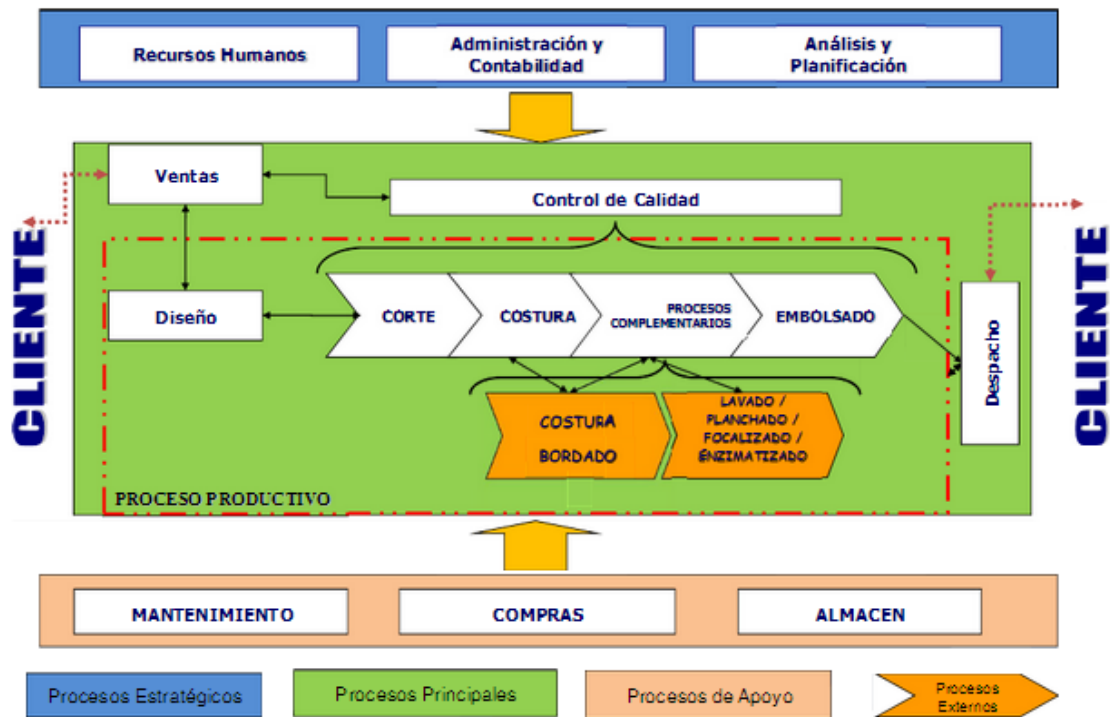 Recursos Humanos
Administración y
Contabilidad
Análisis y
Planificación
Ventas
Control de Calidad
CLIENTE
CLIENTE
Diseño
CORTE
COSTURA
PROCESOS
COMPLEMENTARIOS
EMBOLSADO
Despacho
COSTURA
BORDADO
LAVADO /
PLANCHADO /
FOCALIZADO /
ENZIMATIZADO
PROCESO PRODUCTIVO
MANTENIMIENTO
COMPRAS
ALMACEN
Procesos Estratégicos
Procesos Principales
Procesos de Apoyo
Procesos
Externos